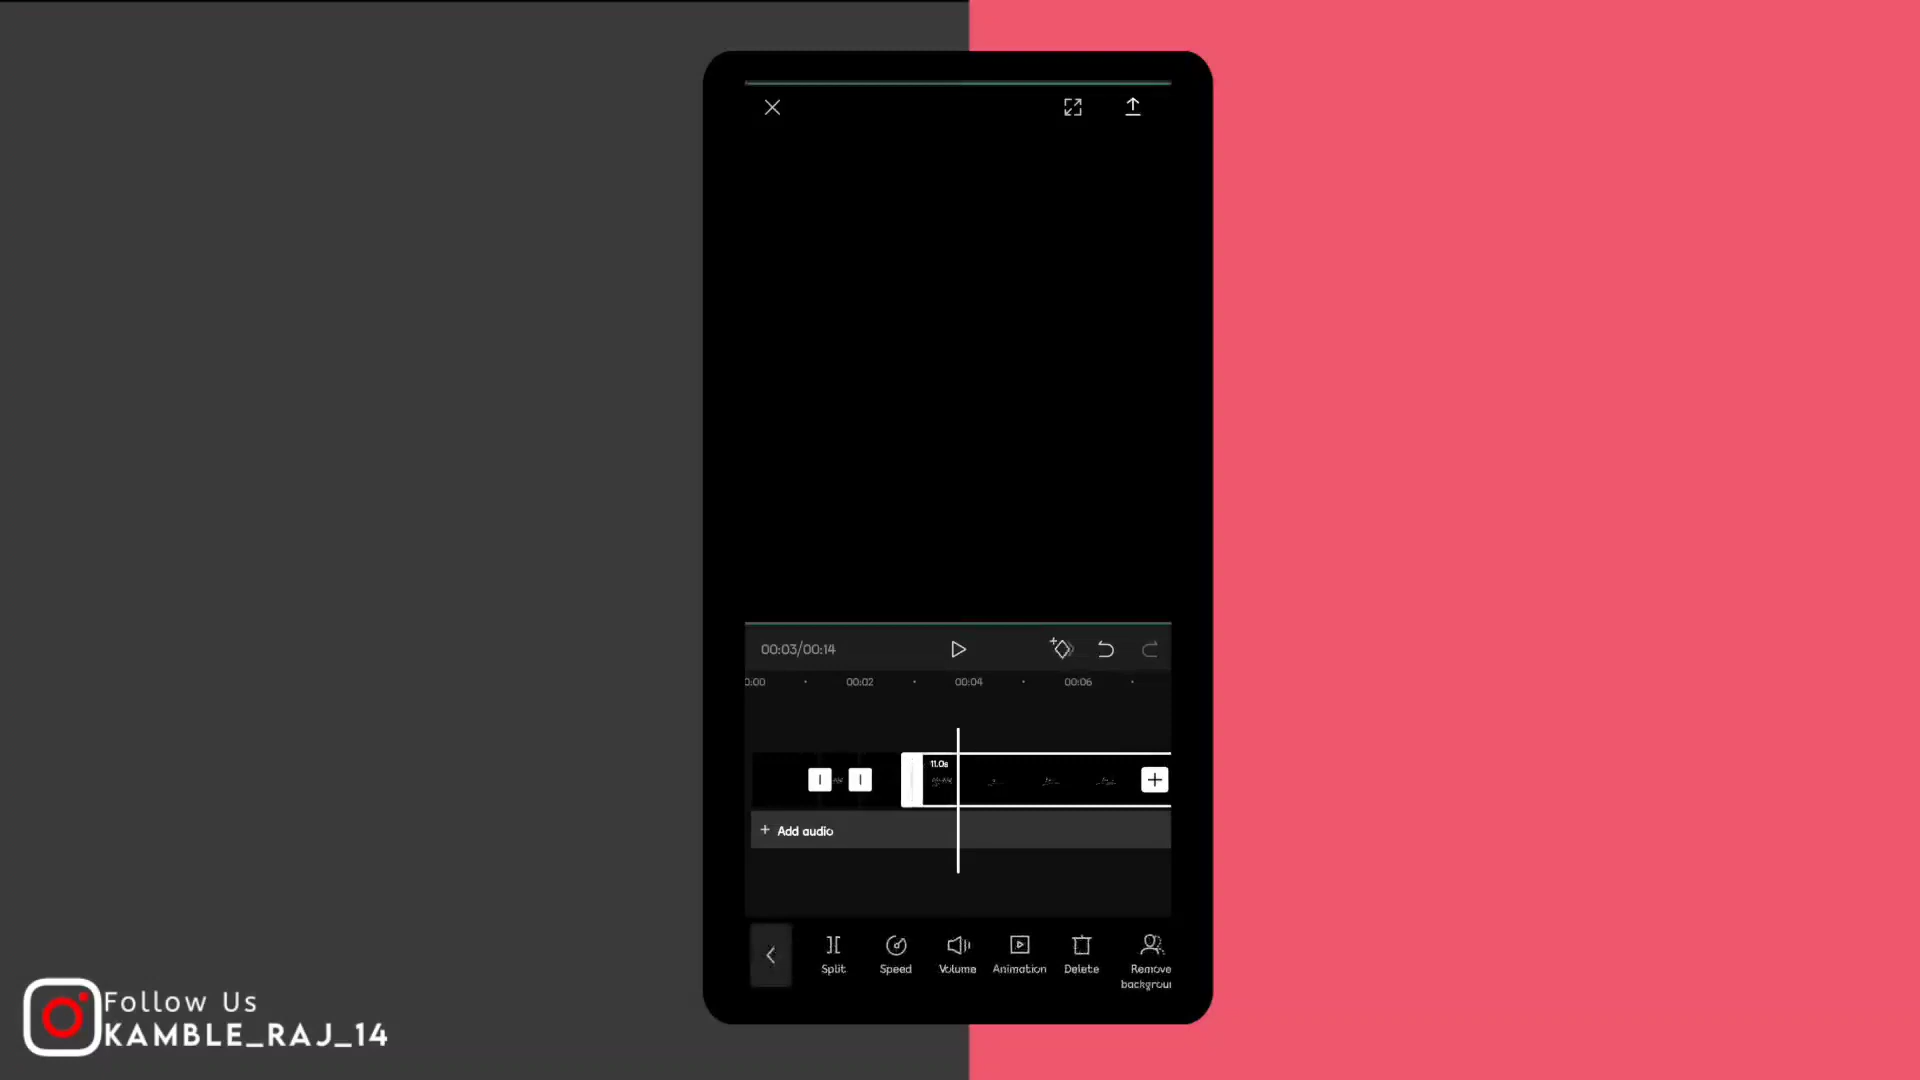 00:03/00:14
0:00
00:02
00:04
00:06
11.0s
Add audio
Split
Speed
Volume
Animation
Delete
Remove
backgroun
Follow Us
KAMBLE_RAJ_14